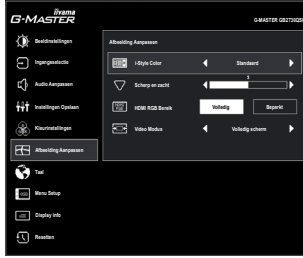 iiyama
G-MASTER
G-MASTER GB2730QSU
Beeldinstellingen
Ingangsselectie
Audio Aanpassen
Instellingen Opslaan
Kleurinstellingen
Afbeelding Aanpassen
Taal
Menu Setup
Display info
Resetten
Afbeelding Aanpassen
i-Style Color
Standaard
Scherp en zacht
HDMI RGB Bereik
Volledig
Beperkt
Video Modus
Volledig scherm